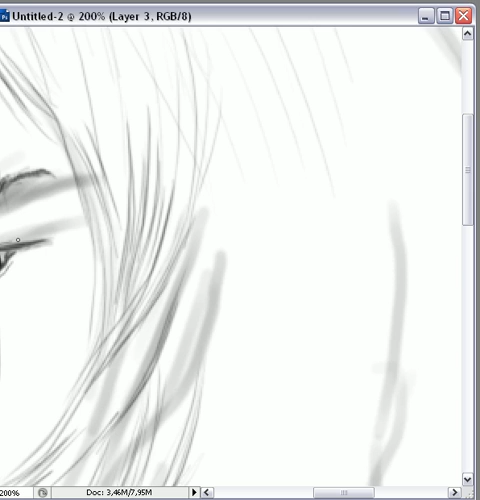 Untitled-2 @ 200% (Layer 3, RGB/8)
200%
Doc: 3,46M/7,95M